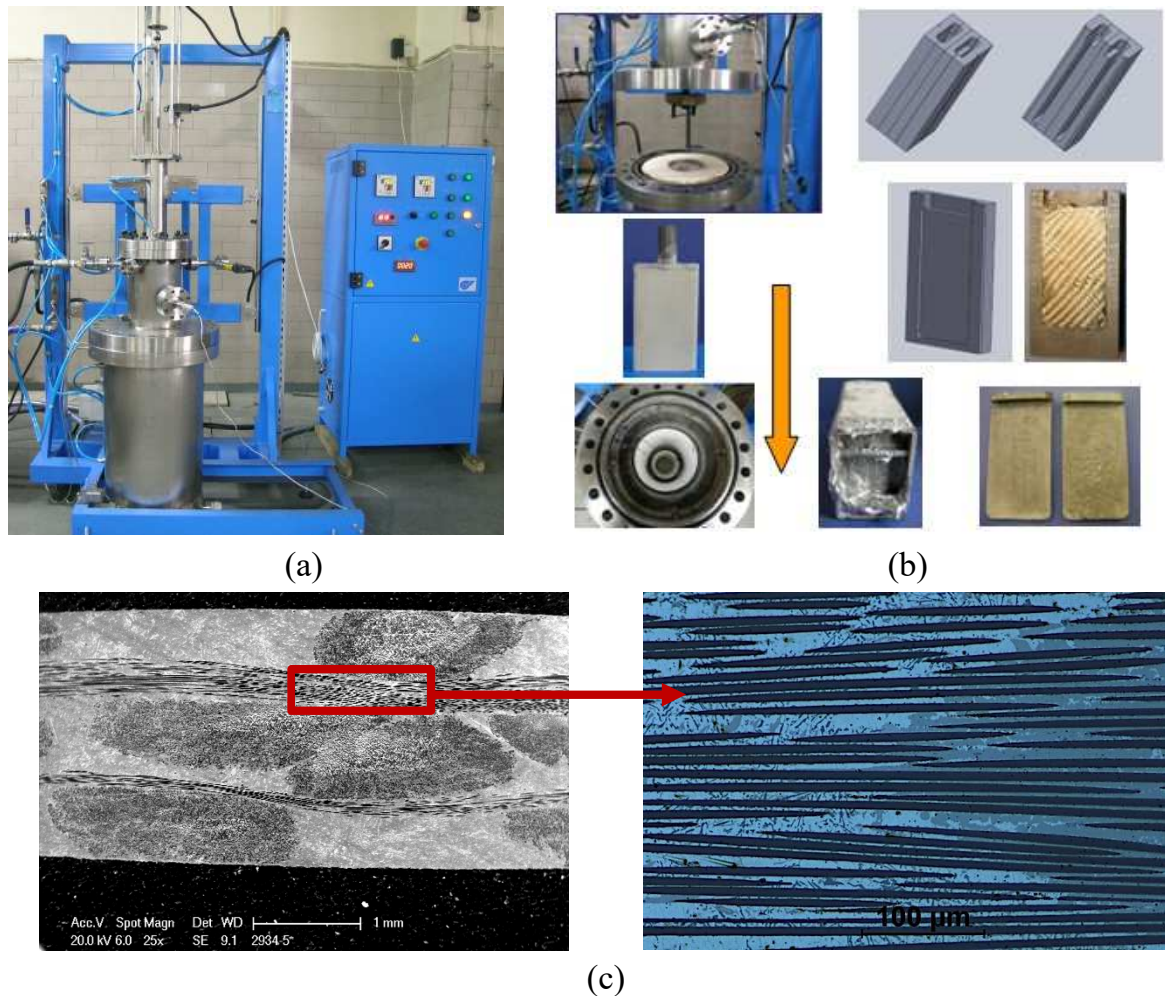 (a)
(b)
Acc.V Spot Magn Det WD 1 mm
20.0 kV 6.0 25x SE 9.1 2934-5
100 µm
(c)